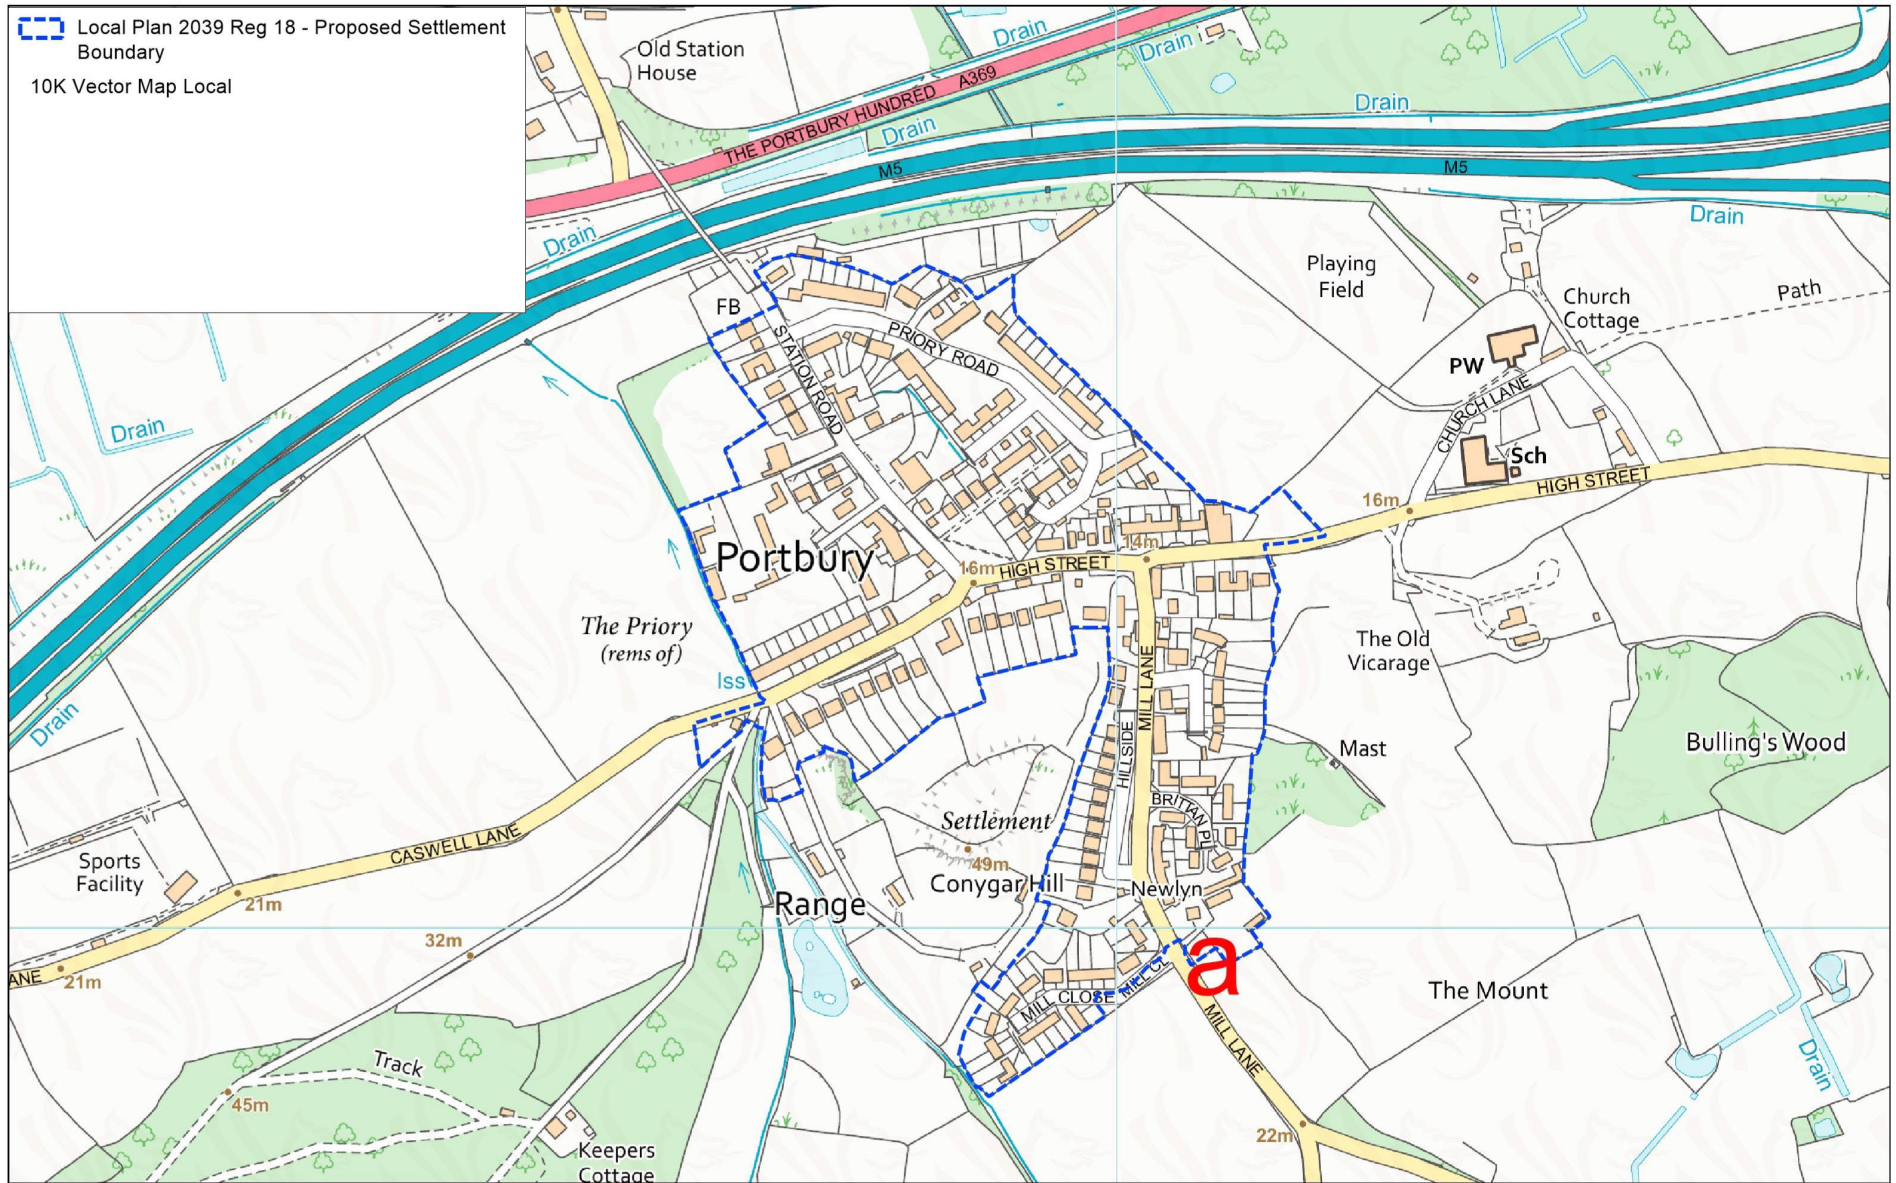 Local Plan 2039 Reg 18 - Proposed Settlement
Boundary
10K Vector Map Local
Old Station
House
Drain
Drain
A369
THE PORTBURY HUNDRED
Drain
Drain
M5
M5
Drain
Drain
FB
STATION ROAD
PRIORY ROAD
Playing
Field
Church
Cottage
Path
PW
CHURCH LANE
Sch
HIGH STREET
16m
Drain
Portbury
14m
16m
HIGH STREET
The Priory
(rems of)
Iss
MILL LANE
HILLSIDE
The Old
Vicarage
Mast
Bulling's Wood
Drain
BRITTAN PL
Settlement
49m
Conygar Hill
Newlyn
CASWELL LANE
Sports
Facility
21m
Range
32m
ANE
21m
a
MILL CLOSE
MILL CL
The Mount
MILL LANE
Drain
Track
45m
22m
Keepers
Cottage